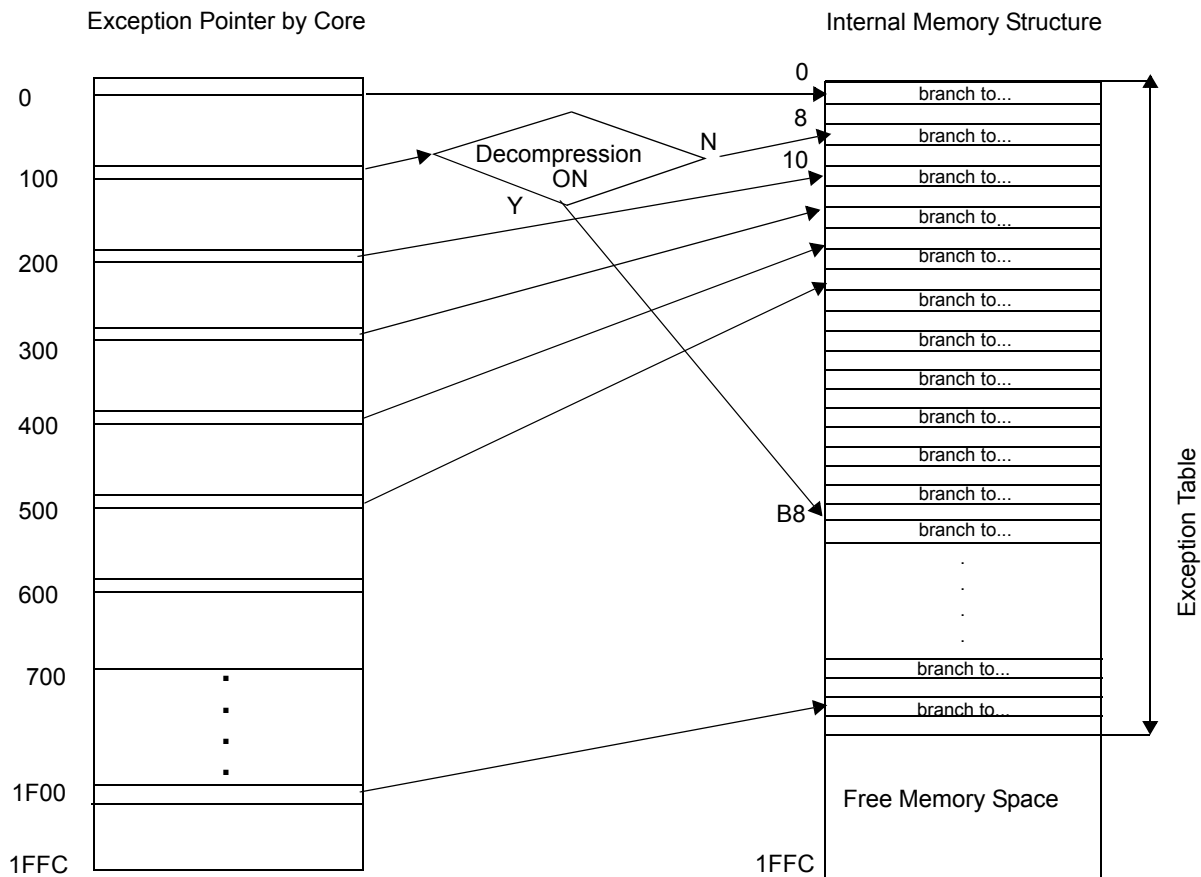 Exception Pointer by Core
0
100
200
300
400
500
600
700
.
.
.
.
1F00
1FFC
Decompression
ON
N
Y
Internal Memory Structure
0
branch to...
8
branch to...
10
branch to...
branch to...
branch to...
branch to...
branch to...
branch to...
branch to...
branch to...
branch to...
B8
branch to...
.
.
.
.
branch to...
branch to...
Free Memory Space
1FFC
Exception Table